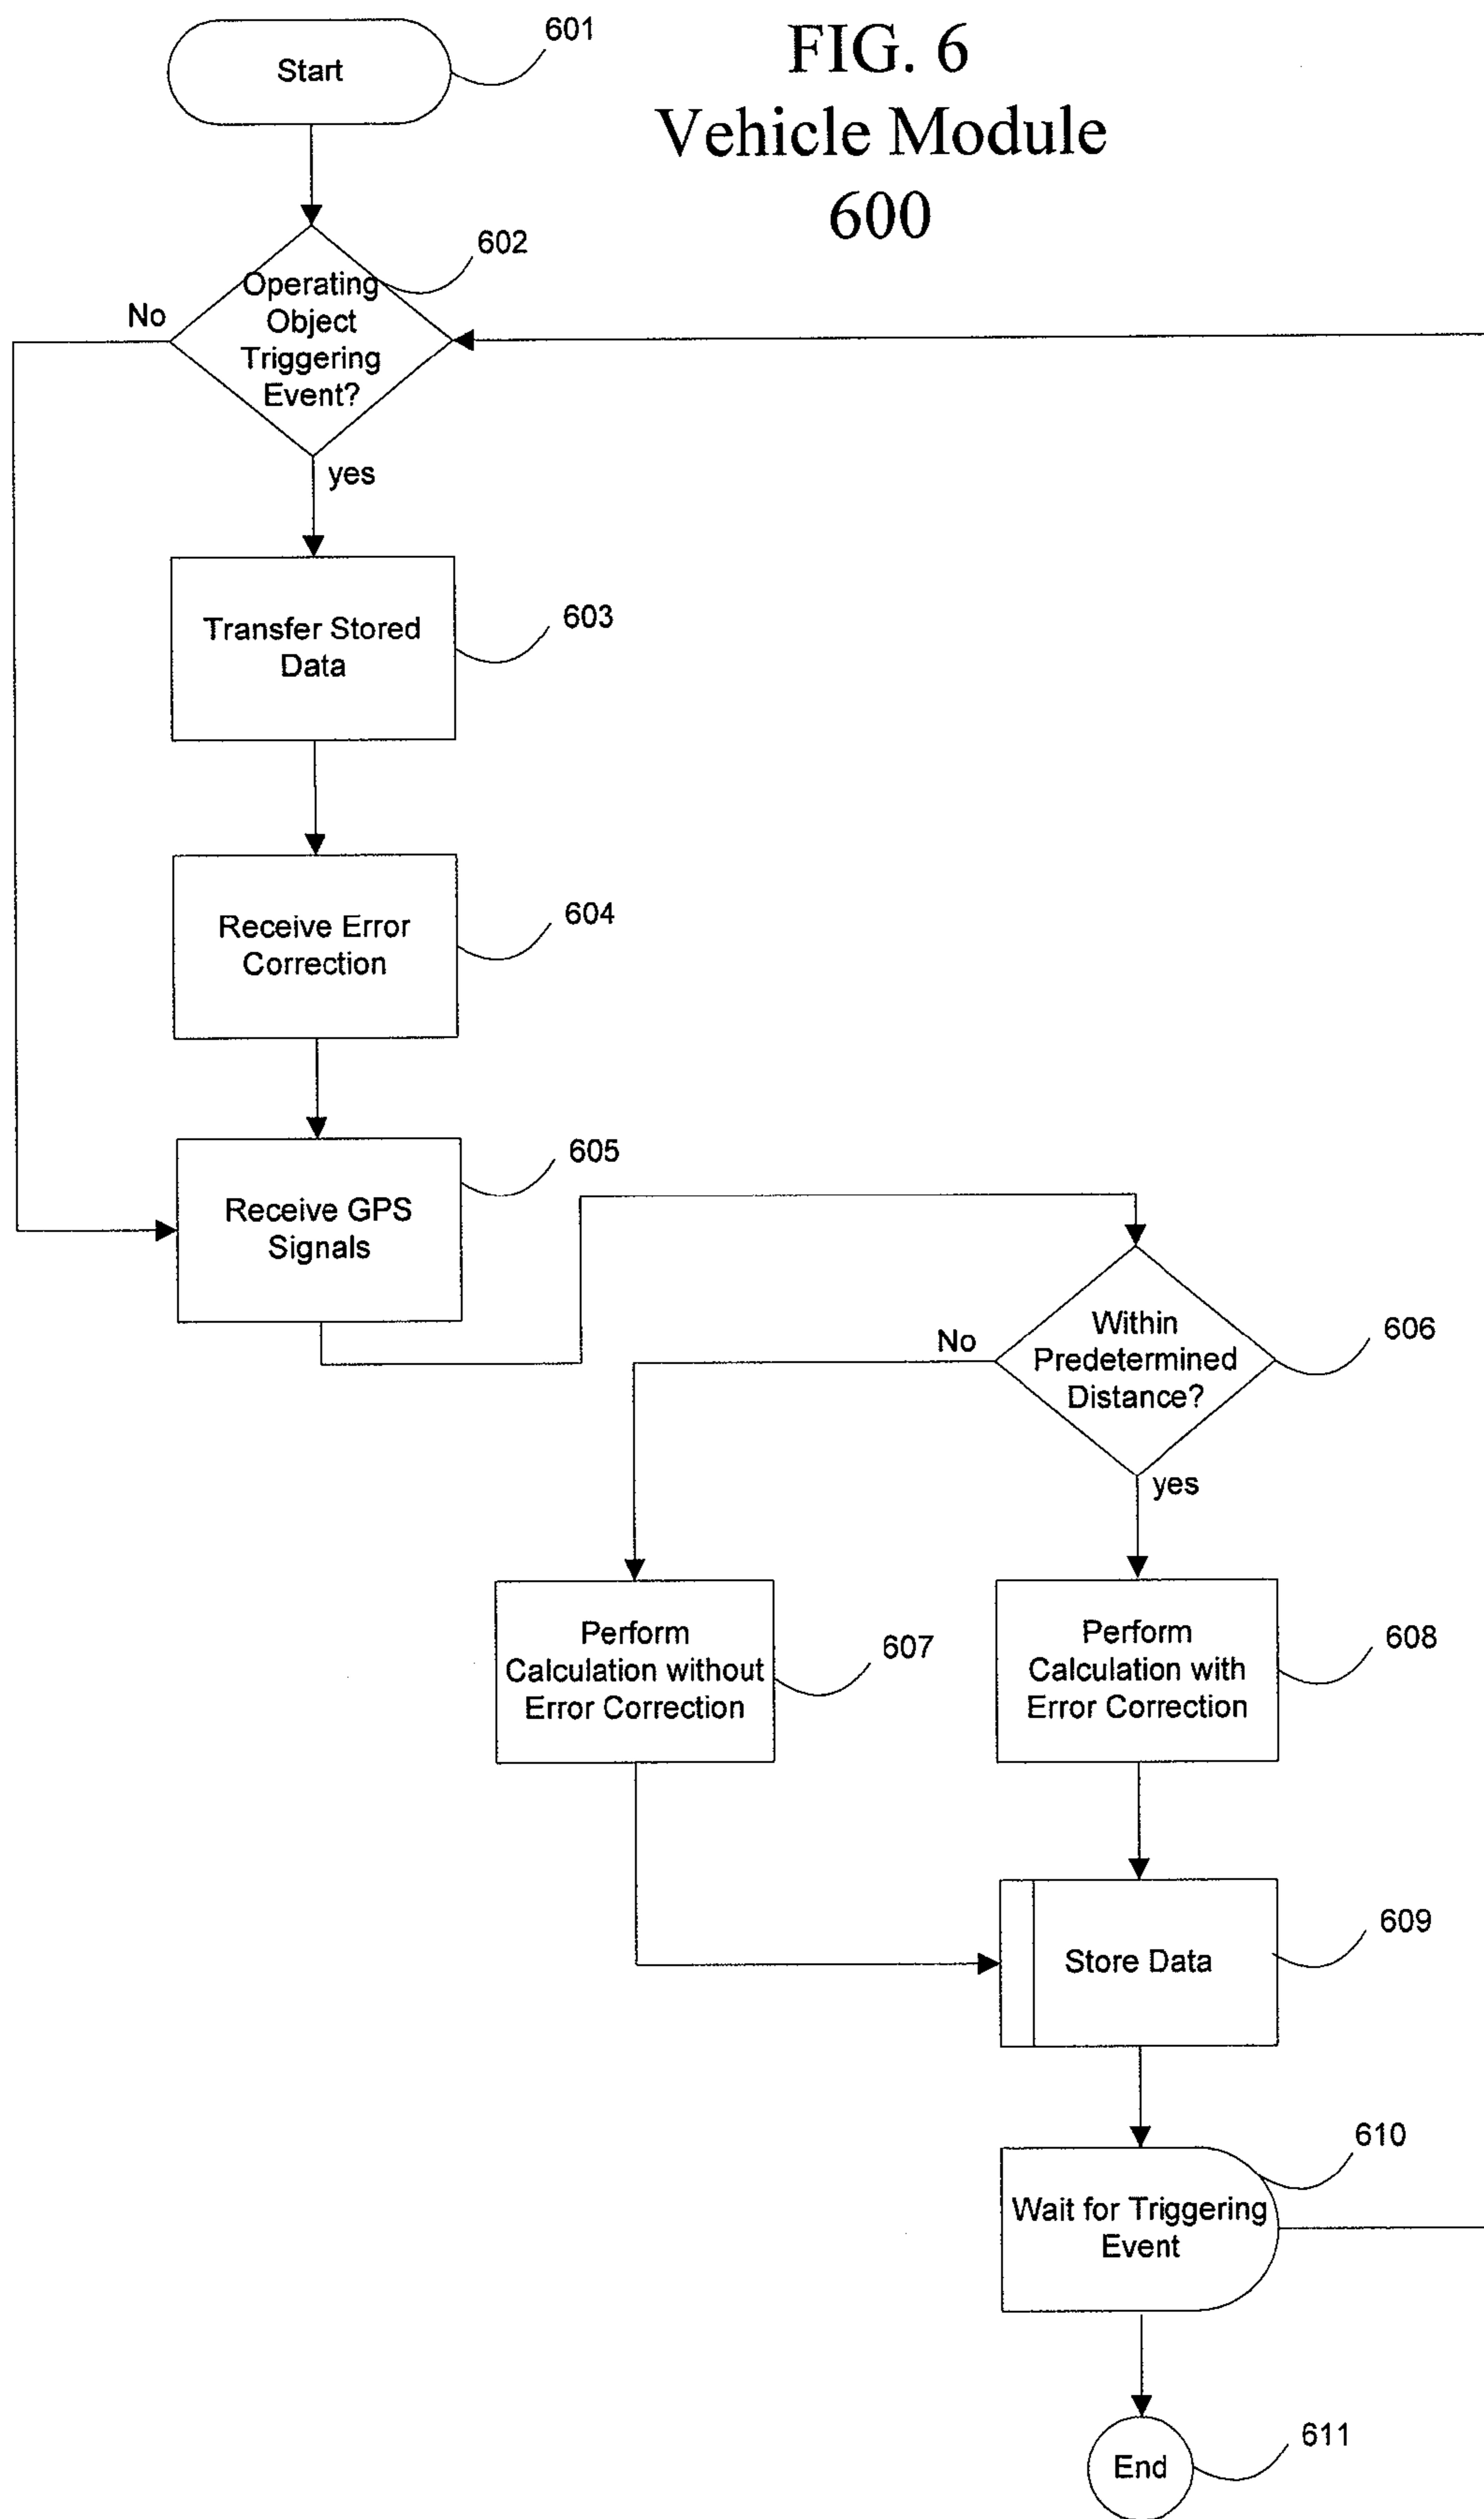 FIG. 6
Vehicle Module
600
Start
601
Operating
Object
Triggering
Event?
602
No
yes
Transfer Stored
Data
603
Receive Error
Correction
604
Receive GPS
Signals
605
Within
Predetermined
Distance?
606
No
yes
Perform
Calculation without
Error Correction
607
Perform
Calculation with
Error Correction
608
Store Data
609
Wait for Triggering
Event
610
End
611